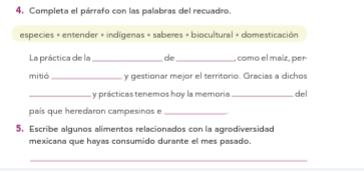 4. Completa el párrafo con las palabras del recuadro.
especies • entender • indígenas • saberes • biocultural • domesticación
La práctica de la ____________ de ____________, como el maíz, per-
mitió ____________ y gestionar mejor el territorio. Gracias a dichos
____________ y prácticas tenemos hoy la memoria ____________ del
país que heredaron campesinos e ____________.
5. Escribe algunos alimentos relacionados con la agrodiversidad
mexicana que hayas consumido durante el mes pasado.